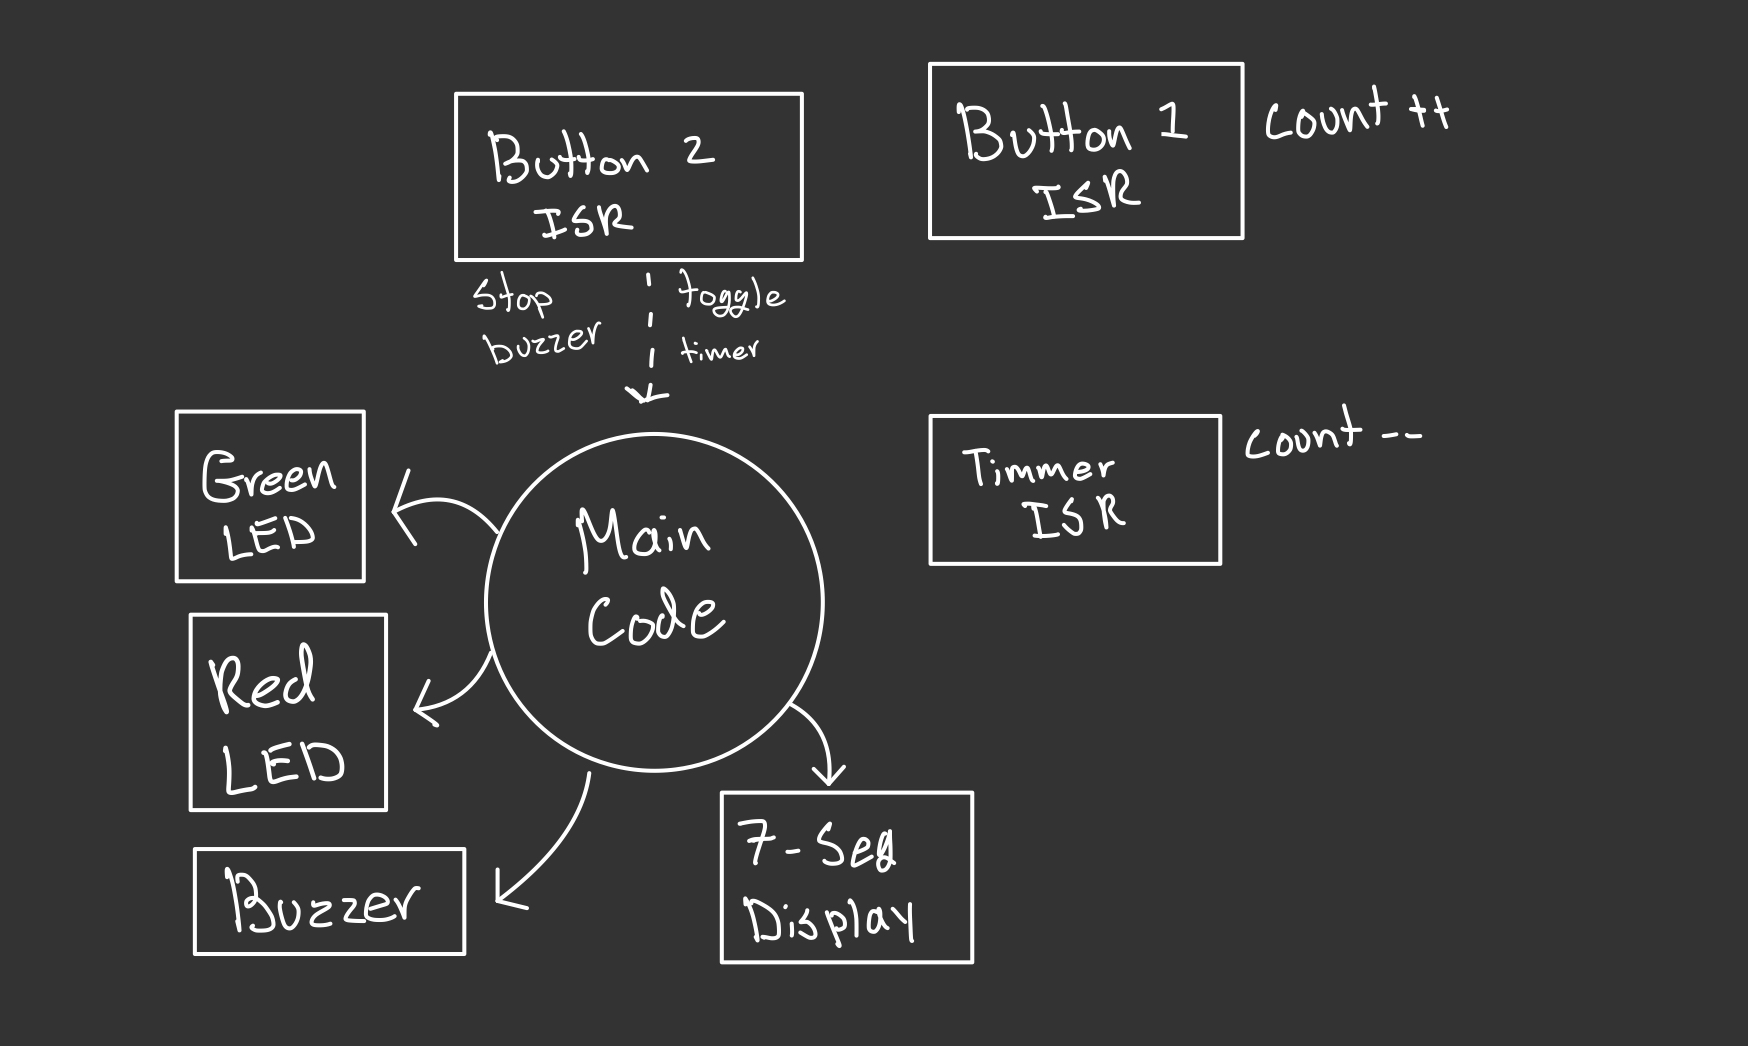 Button 2
ISR
Stop
buzzer
toggle
timer
Button 1
ISR
Count ++
Green
LED
Red
LED
Buzzer
Main
Code
7-Seg
Display
Timmer
ISR
Count --